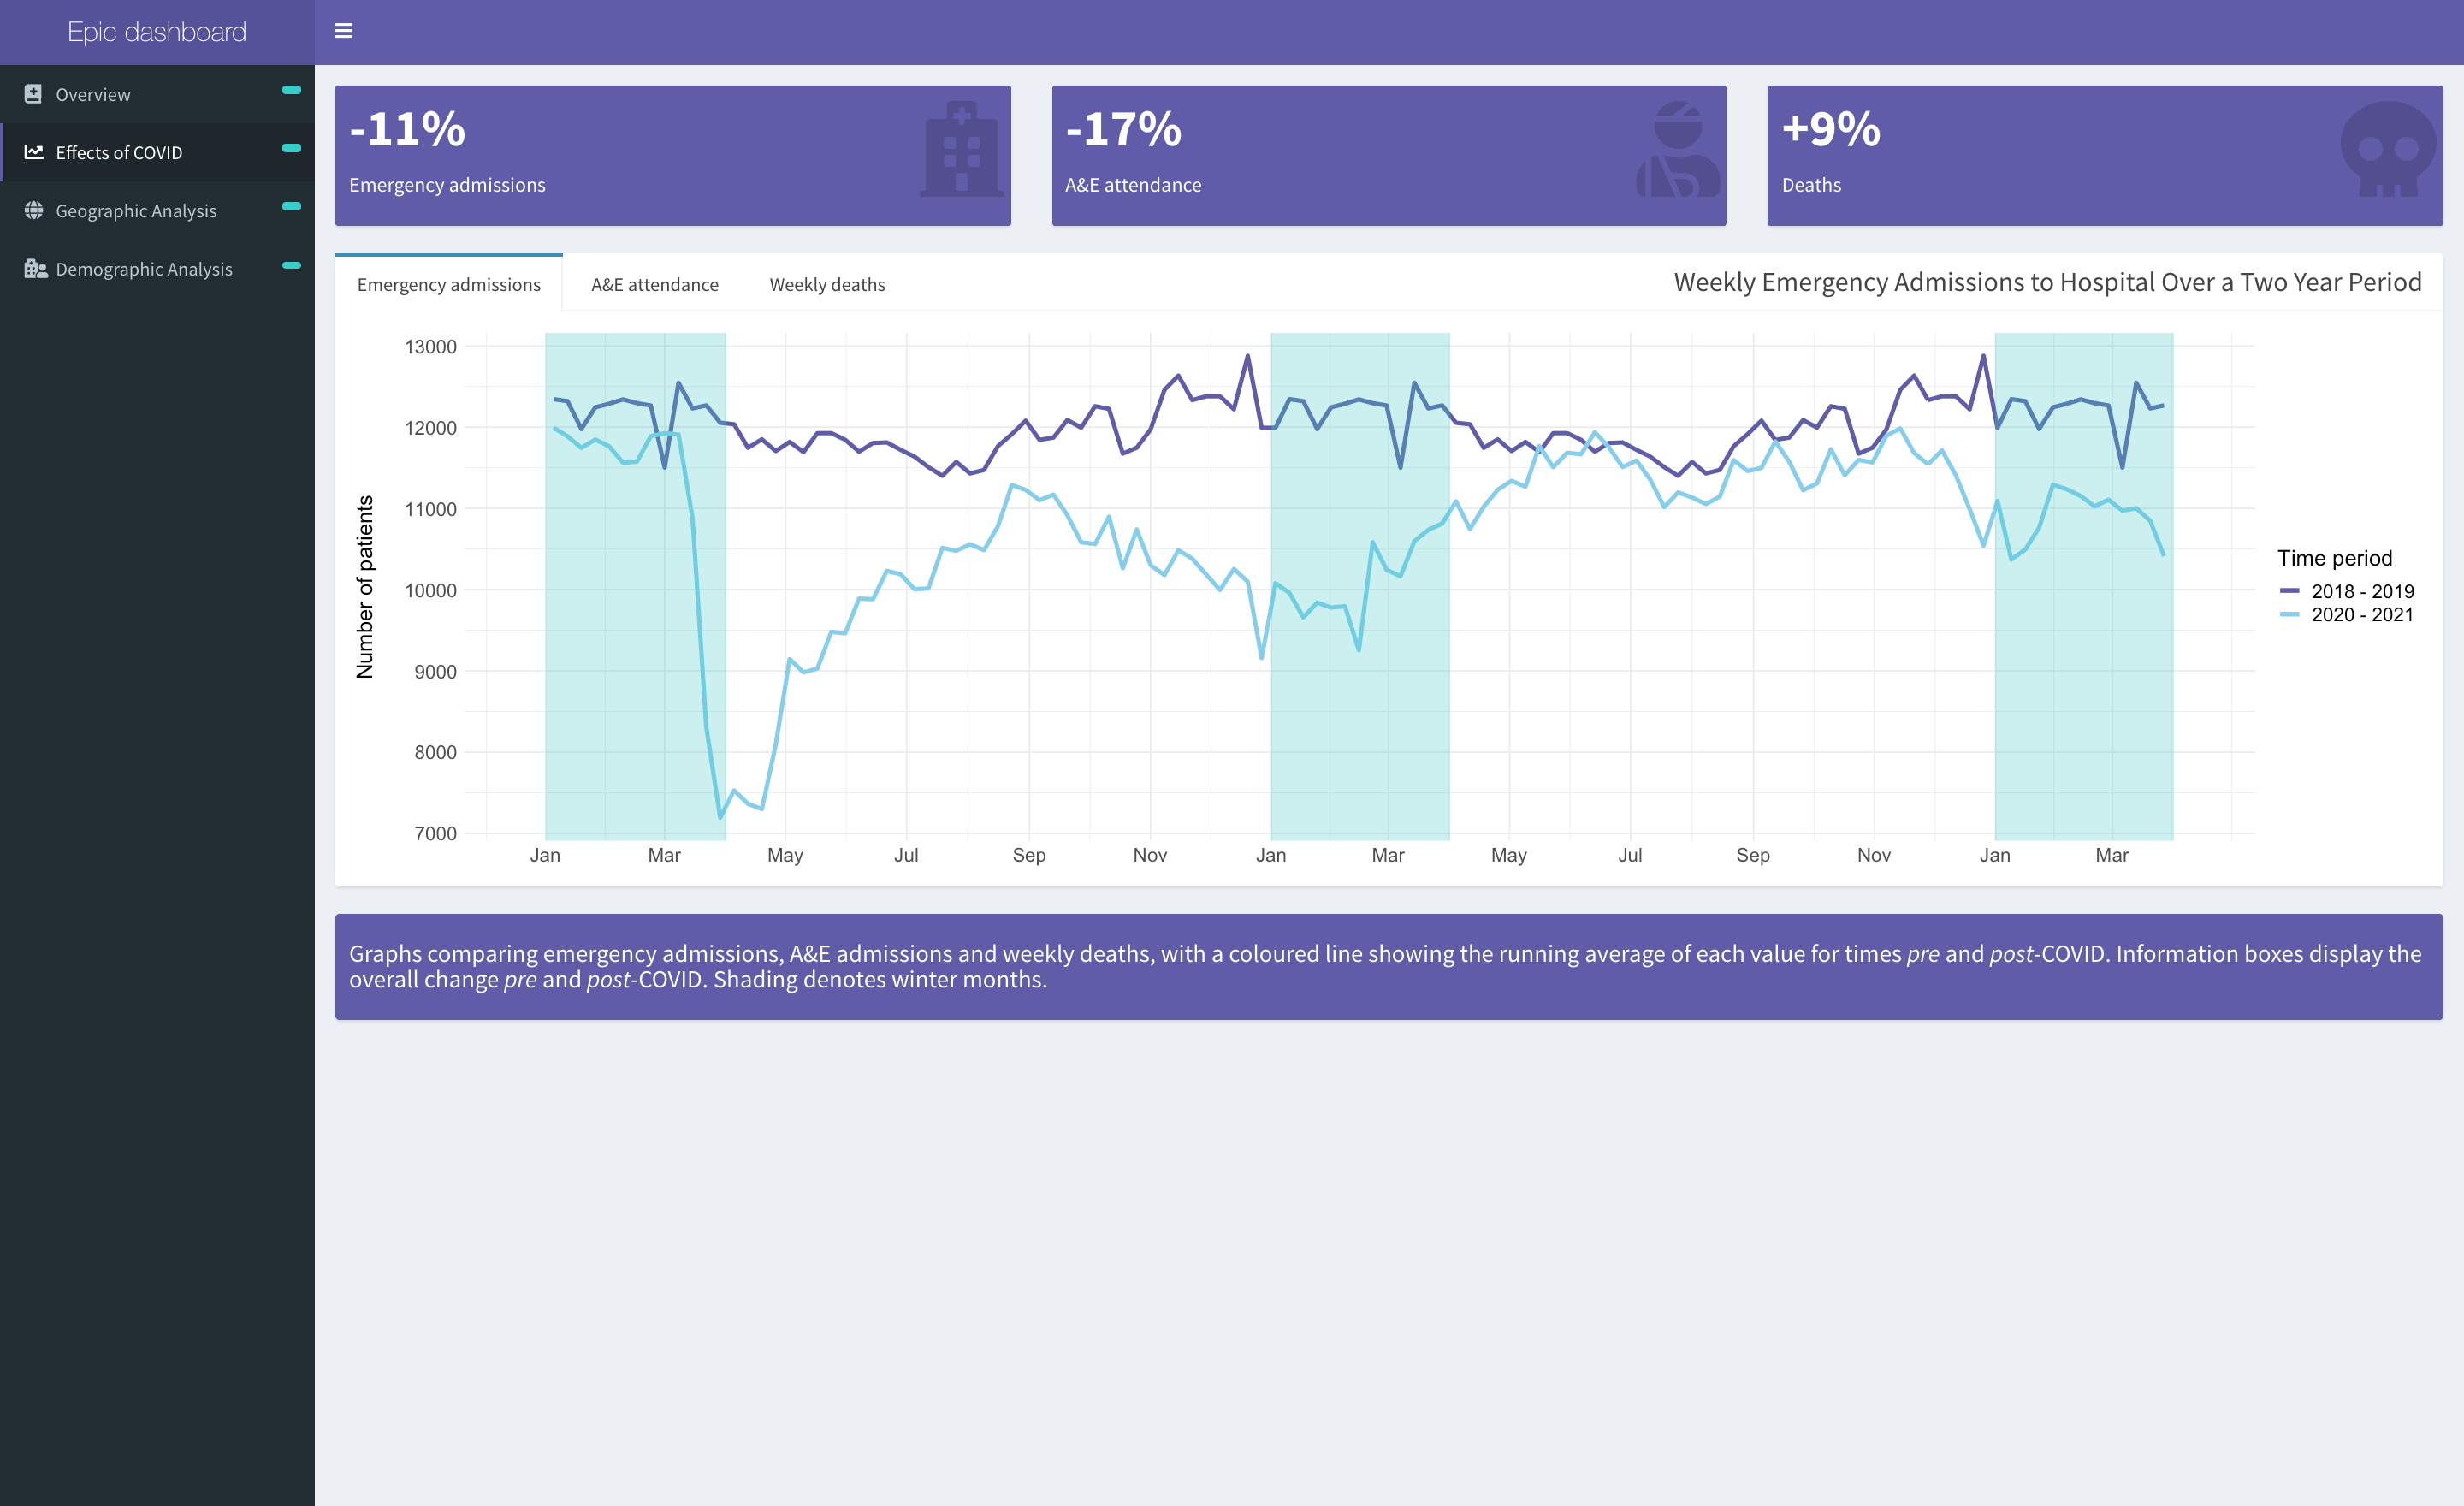 Epic dashboard
Overview
Effects of COVID
Geographic Analysis
Demographic Analysis
-11%
Emergency admissions
-17%
A&E attendance
+9%
Deaths
Emergency admissions
A&E attendance
Weekly deaths
Weekly Emergency Admissions to Hospital Over a Two Year Period
Number of patients
13000
12000
11000
10000
9000
8000
7000
Jan Mar May Jul Sep Nov Jan Mar May Jul Sep Nov Jan Mar
Time period
2018 - 2019
2020 - 2021
Graphs comparing emergency admissions, A&E admissions and weekly deaths, with a coloured line showing the running average of each value for times pre and post-COVID. Information boxes display the
overall change pre and post-COVID. Shading denotes winter months.